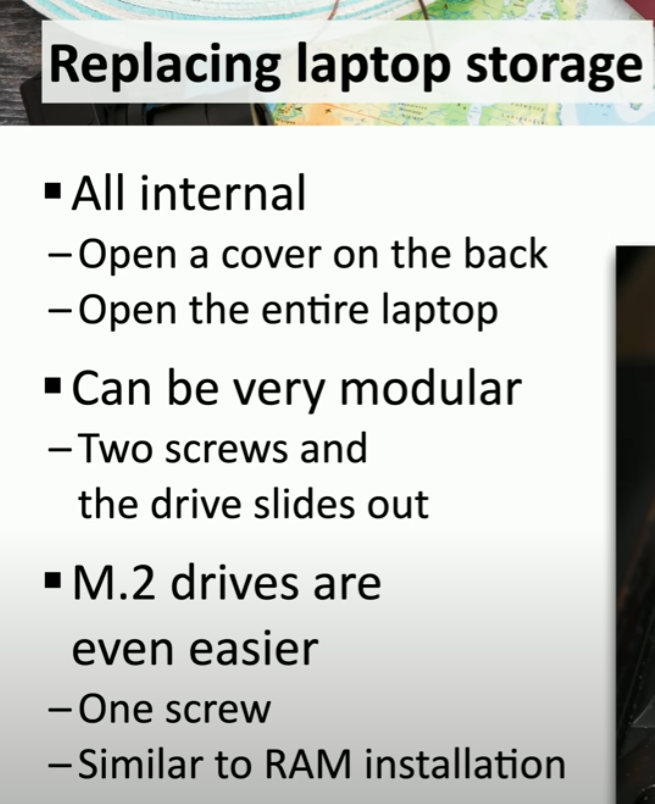 Replacing laptop storage
▪ All internal
– Open a cover on the back
– Open the entire laptop
▪ Can be very modular
– Two screws and
the drive slides out
▪ M.2 drives are
even easier
– One screw
– Similar to RAM installation